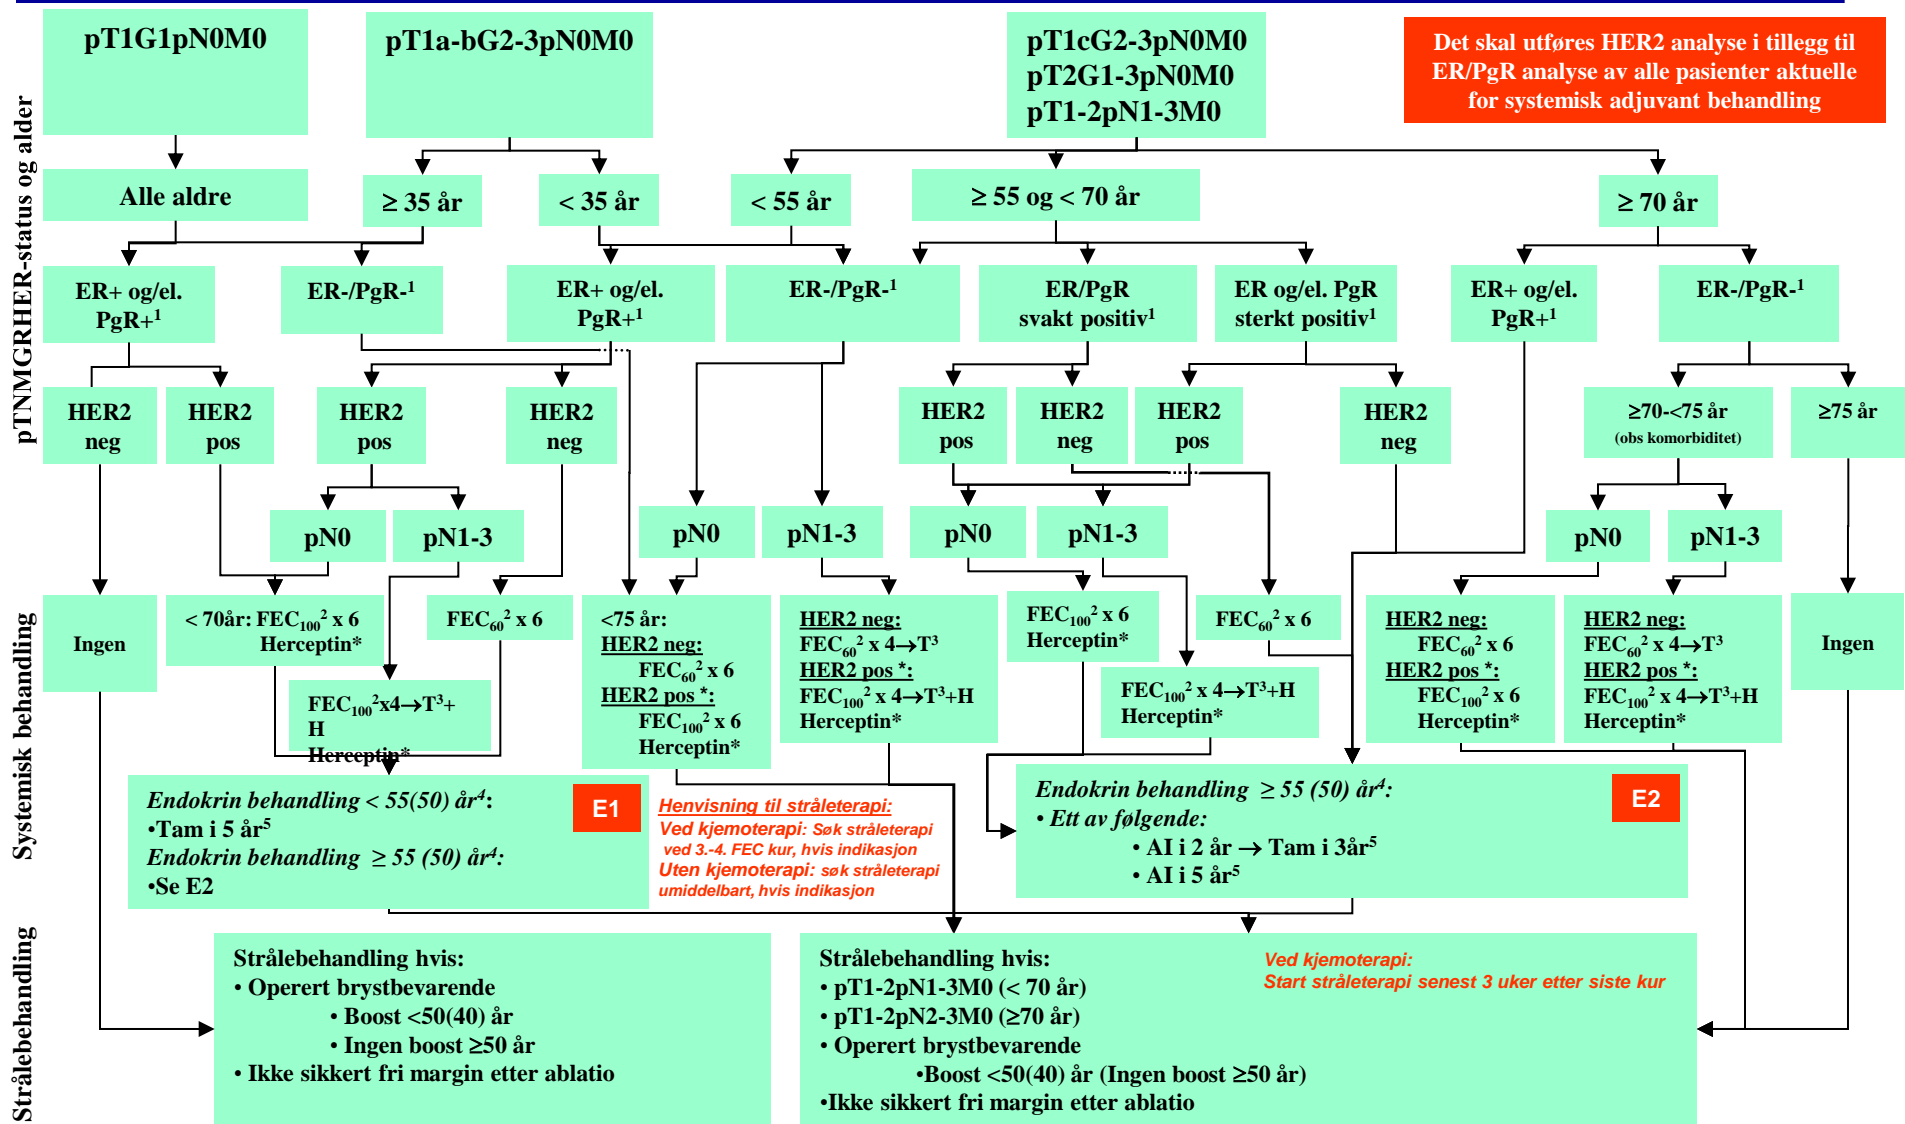 pT1G1pN0M0
pT1a-bG2-3pN0M0
pT1cG2-3pN0M0
pT2G1-3pN0M0
pT1-2pN1-3M0
Det skal utføres HER2 analyse i tillegg til
ER/PgR analyse av alle pasienter aktuelle
for systemisk adjuvant behandling
pTNMGRHER-status og alder
Alle aldre
≥ 35 år
< 35 år
< 55 år
≥ 55 og < 70 år
≥ 70 år
ER+ og/el.
PgR+¹
ER-/PgR-¹
ER+ og/el.
PgR+¹
ER-/PgR-¹
ER/PgR
svakt positiv¹
ER og/el. PgR
sterkt positiv¹
ER+ og/el.
PgR+¹
ER-/PgR-¹
HER2
neg
HER2
pos
HER2
pos
HER2
neg
HER2
pos
HER2
neg
HER2
pos
HER2
neg
≥70-<75 år
(obs komorbiditet)
≥75 år
pN0
pN1-3
pN0
pN1-3
pN0
pN1-3
pN0
pN1-3
Systemisk behandling
Ingen
< 70år: FEC₁₀₀² x 6
Herceptin*
FEC₁₀₀²x4→T³+
H
Herceptin*
FEC₆₀² x 6
<75 år:
HER2 neg:
FEC₆₀² x 6
HER2 pos *:
FEC₁₀₀² x 6
Herceptin*
HER2 neg:
FEC₆₀² x 4→T³
HER2 pos *:
FEC₁₀₀² x 4→T³+H
Herceptin*
FEC₁₀₀² x 6
Herceptin*
FEC₁₀₀² x 4→T³+H
Herceptin*
FEC₆₀² x 6
HER2 neg:
FEC₆₀² x 6
HER2 pos *:
FEC₁₀₀² x 6
Herceptin*
HER2 neg:
FEC₆₀² x 4→T³
HER2 pos *:
FEC₁₀₀² x 4→T³+H
Herceptin*
Ingen
Endokrin behandling < 55(50) år⁴:
•Tam i 5 år⁵
Endokrin behandling ≥ 55 (50) år⁴:
•Se E2
E1
Henvisning til stråleterapi:
Ved kjemoterapi: Søk stråleterapi
ved 3.-4. FEC kur, hvis indikasjon
Uten kjemoterapi: søk stråleterapi
umiddelbart, hvis indikasjon
Endokrin behandling ≥ 55 (50) år⁴:
• Ett av følgende:
• AI i 2 år → Tam i 3år⁵
• AI i 5 år⁵
E2
Strålebehandling
Strålebehandling hvis:
• Operert brystbevarende
• Boost <50(40) år
• Ingen boost ≥50 år
• Ikke sikkert fri margin etter ablatio
Strålebehandling hvis:
• pT1-2pN1-3M0 (< 70 år)
• pT1-2pN2-3M0 (≥70 år)
• Operert brystbevarende
•Boost <50(40) år (Ingen boost ≥50 år)
•Ikke sikkert fri margin etter ablatio
Ved kjemoterapi:
Start stråleterapi senest 3 uker etter siste kur